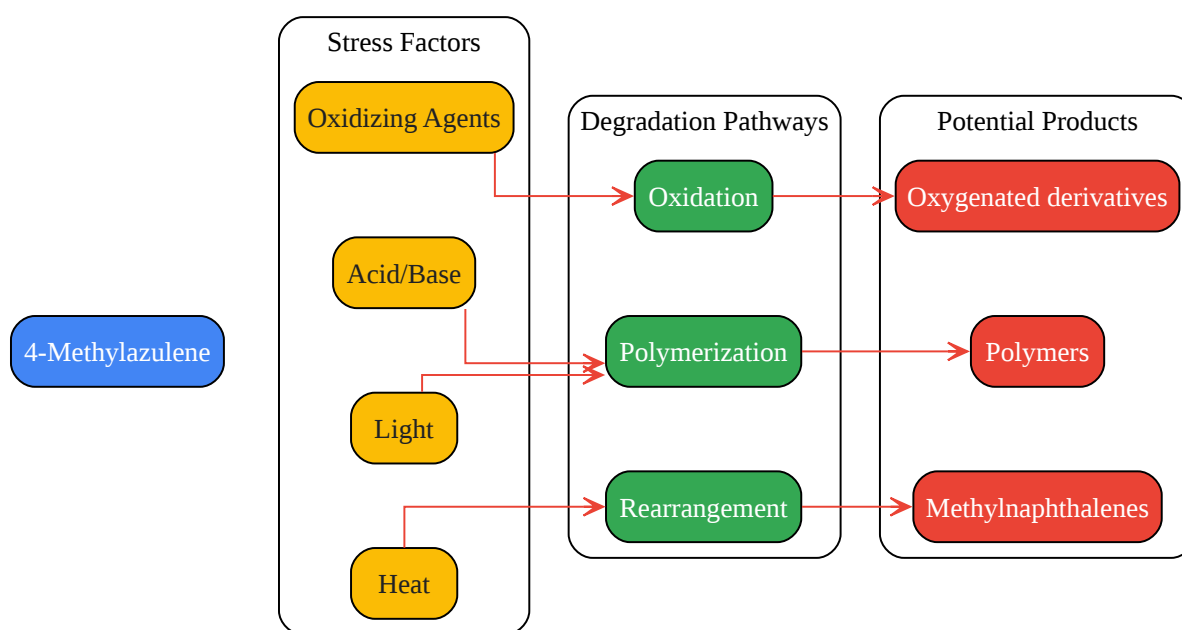 4-Methylazulene
Stress Factors
Oxidizing Agents
Acid/Base
Light
Heat
Degradation Pathways
Oxidation
Polymerization
Rearrangement
Potential Products
Oxygenated derivatives
Polymers
Methylnaphthalenes